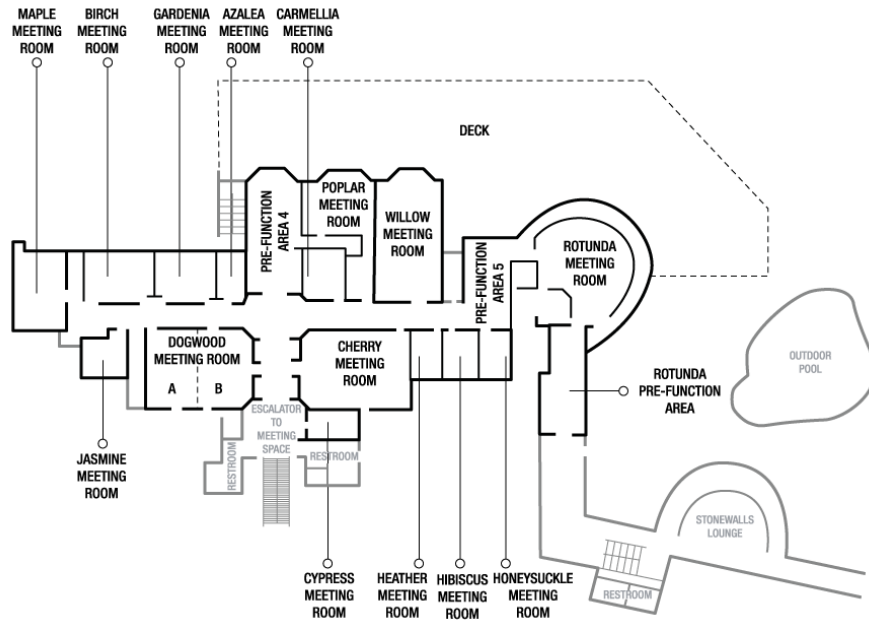 MAPLE
MEETING
ROOM
BIRCH
MEETING
ROOM
GARDENIA
MEETING
ROOM
AZALEA
MEETING
ROOM
CARMELLIA
MEETING
ROOM
DECK
PRE-FUNCTION
AREA 4
POPLAR
MEETING
ROOM
WILLOW
MEETING
ROOM
PRE-FUNCTION
AREA 5
ROTUNDA
MEETING
ROOM
DOGWOOD
MEETING ROOM
A
B
CHERRY
MEETING
ROOM
OUTDOOR
POOL
ROTUNDA
PRE-FUNCTION
AREA
JASMINE
MEETING
ROOM
RESTROOM
ESCALATOR
TO
MEETING
SPACE
RESTROOM
STONEWALLS
LOUNGE
CYPRESS
MEETING
ROOM
HEATHER
MEETING
ROOM
HIBISCUS
MEETING
ROOM
HONEYSUCKLE
MEETING
ROOM
RESTROOM